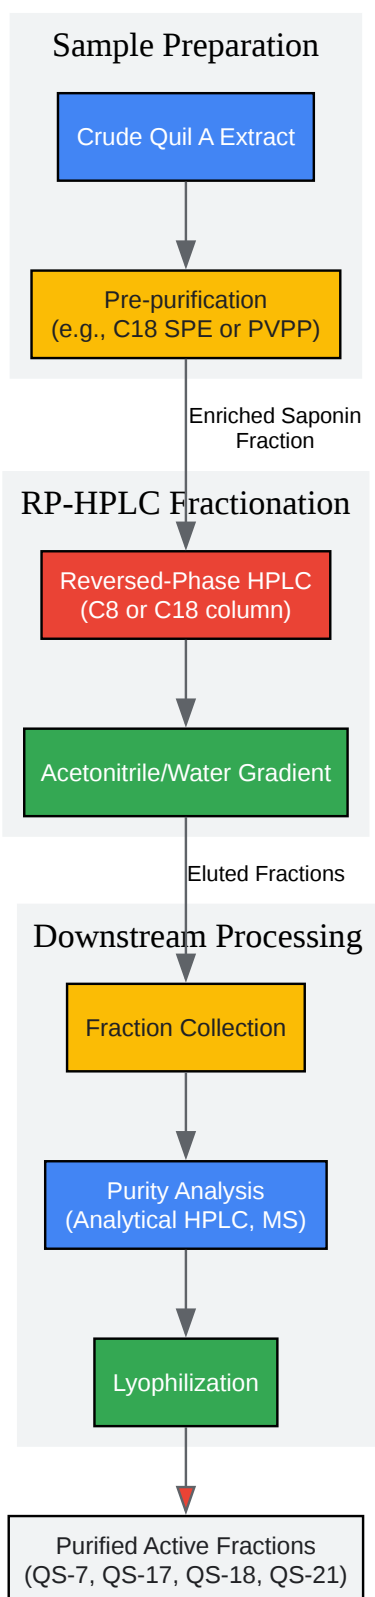 Sample Preparation
Crude Quil A Extract
Pre-purification
(e.g., C18 SPE or PVPP)
Enriched Saponin
Fraction
RP-HPLC Fractionation
Reversed-Phase HPLC
(C8 or C18 column)
Acetonitrile/Water Gradient
Eluted Fractions
Downstream Processing
Fraction Collection
Purity Analysis
(Analytical HPLC, MS)
Lyophilization
Purified Active Fractions
(QS-7, QS-17, QS-18, QS-21)